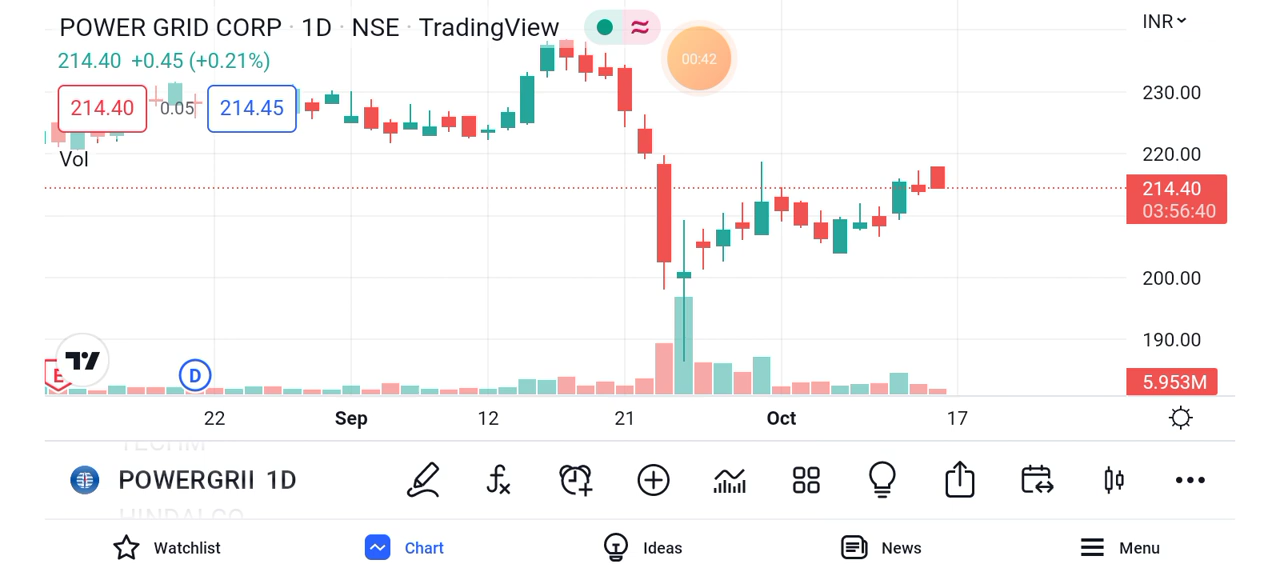 POWER GRID CORP · 1D · NSE · TradingView
INR
00:42
214.40 +0.45 (+0.21%)
230.00
214.40
0.05
214.45
Vol
220.00
214.40
03:56:40
200.00
190.00
E
D
5.953M
22 Sep 12 21 Oct 17
TECHM
POWERGRII 1D
HINDALCO
Watchlist Chart Ideas News Menu